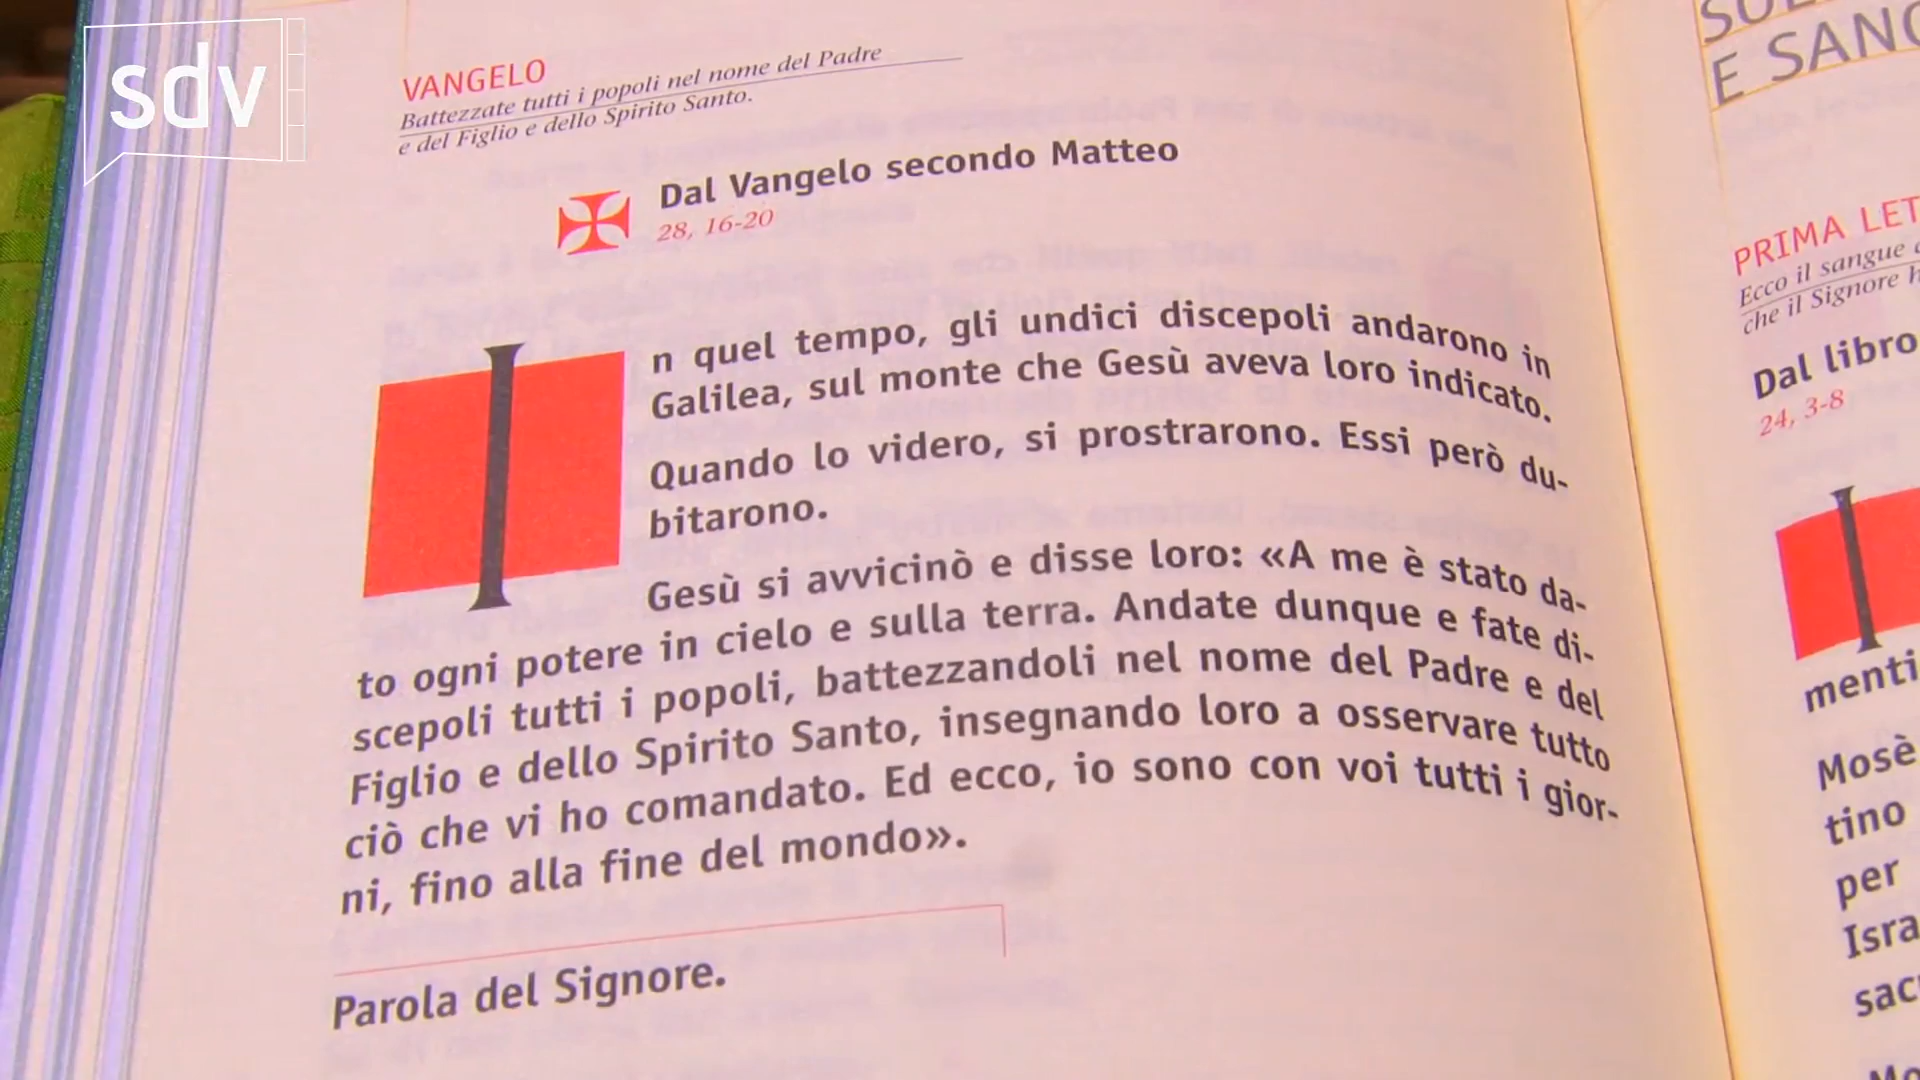 sdv
VANGELO
Battezzate tutti i popoli nel nome del Padre
e del Figlio e dello Spirito Santo.
Dal Vangelo secondo Matteo
28, 16-20
In quel tempo, gli undici discepoli andarono in
Galilea, sul monte che Gesù aveva loro indicato.
Quando lo videro, si prostrarono. Essi però du-
bitarono.
Gesù si avvicinò e disse loro: «A me è stato da-
to ogni potere in cielo e sulla terra. Andate dunque e fate di-
scepoli tutti i popoli, battezzandoli nel nome del Padre e del
Figlio e dello Spirito Santo, insegnando loro a osservare tutto
ciò che vi ho comandato. Ed ecco, io sono con voi tutti i gior-
ni, fino alla fine del mondo».
Parola del Signore.
E SANG
PRIMA LET
Ecco il sangue
che il Signore h
Dal libro
24, 3-8
I
menti
Mosè
tino
per
Isra
sac
Mo